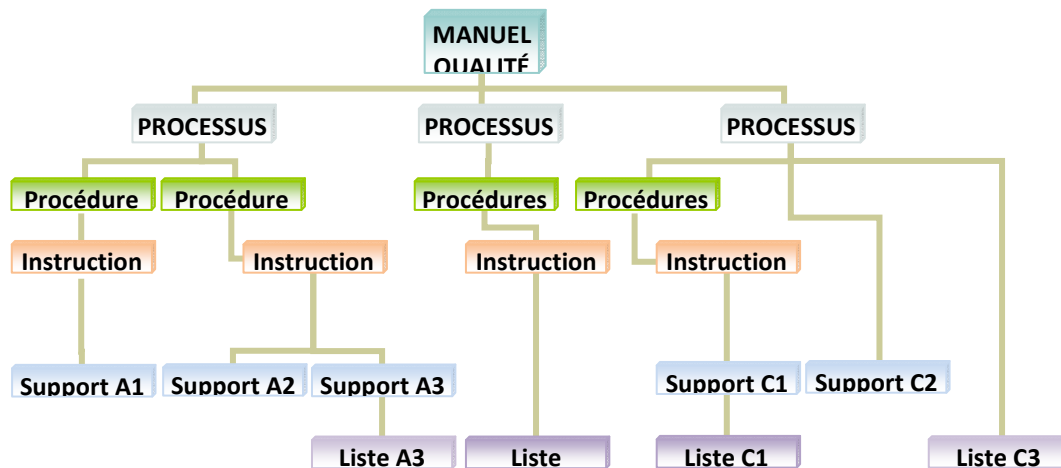 MANUEL
QUALITÉ
PROCESSUS
PROCESSUS
PROCESSUS
Procédure
Procédure
Procédures
Procédures
Instruction
Instruction
Instruction
Instruction
Support A1
Support A2
Support A3
Support C1
Support C2
Liste A3
Liste
Liste C1
Liste C3